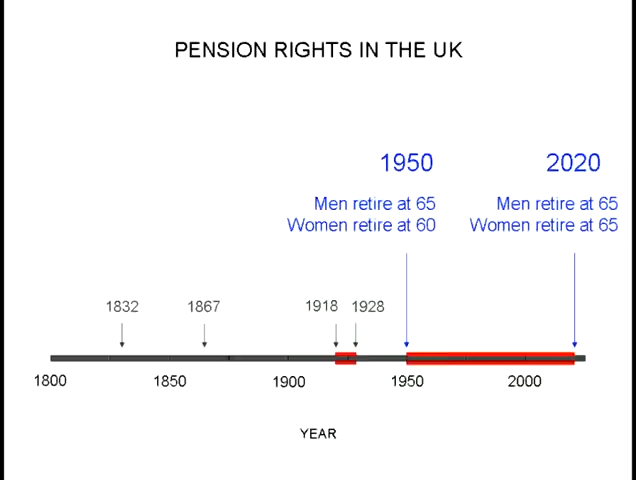 PENSION RIGHTS IN THE UK
1950
2020
Men retire at 65
Women retire at 60
Men retire at 65
Women retire at 65
1832
1867
1918
1928
1800
1850
1900
1950
2000
YEAR